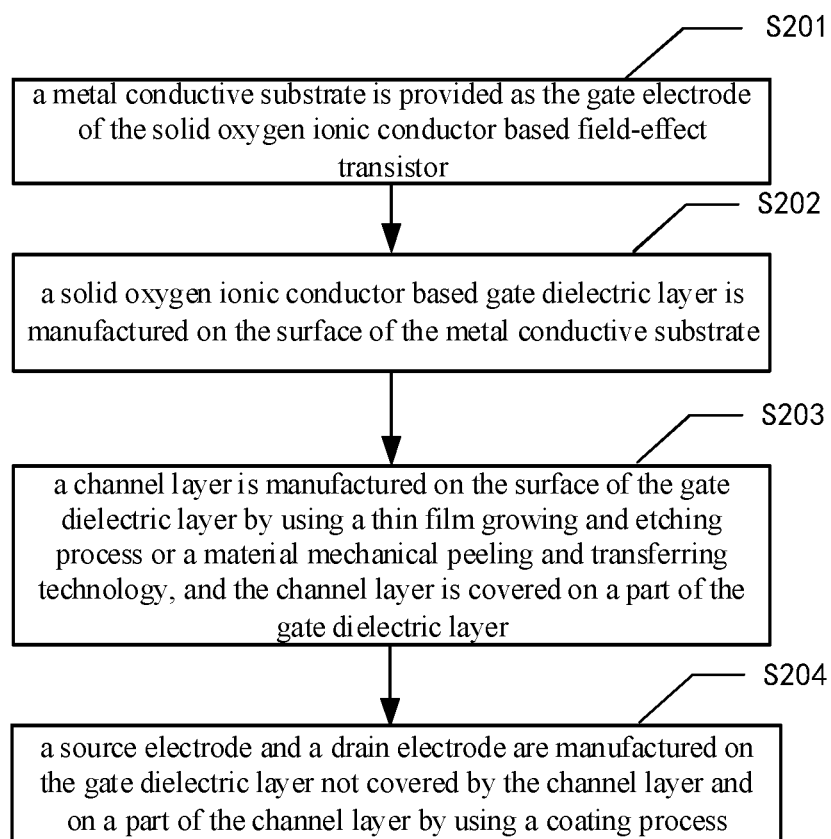 S201
a metal conductive substrate is provided as the gate electrode
of the solid oxygen ionic conductor based field-effect
transistor
S202
a solid oxygen ionic conductor based gate dielectric layer is
manufactured on the surface of the metal conductive substrate
S203
a channel layer is manufactured on the surface of the gate
dielectric layer by using a thin film growing and etching
process or a material mechanical peeling and transferring
technology, and the channel layer is covered on a part of the
gate dielectric layer
S204
a source electrode and a drain electrode are manufactured on
the gate dielectric layer not covered by the channel layer and
on a part of the channel layer by using a coating process